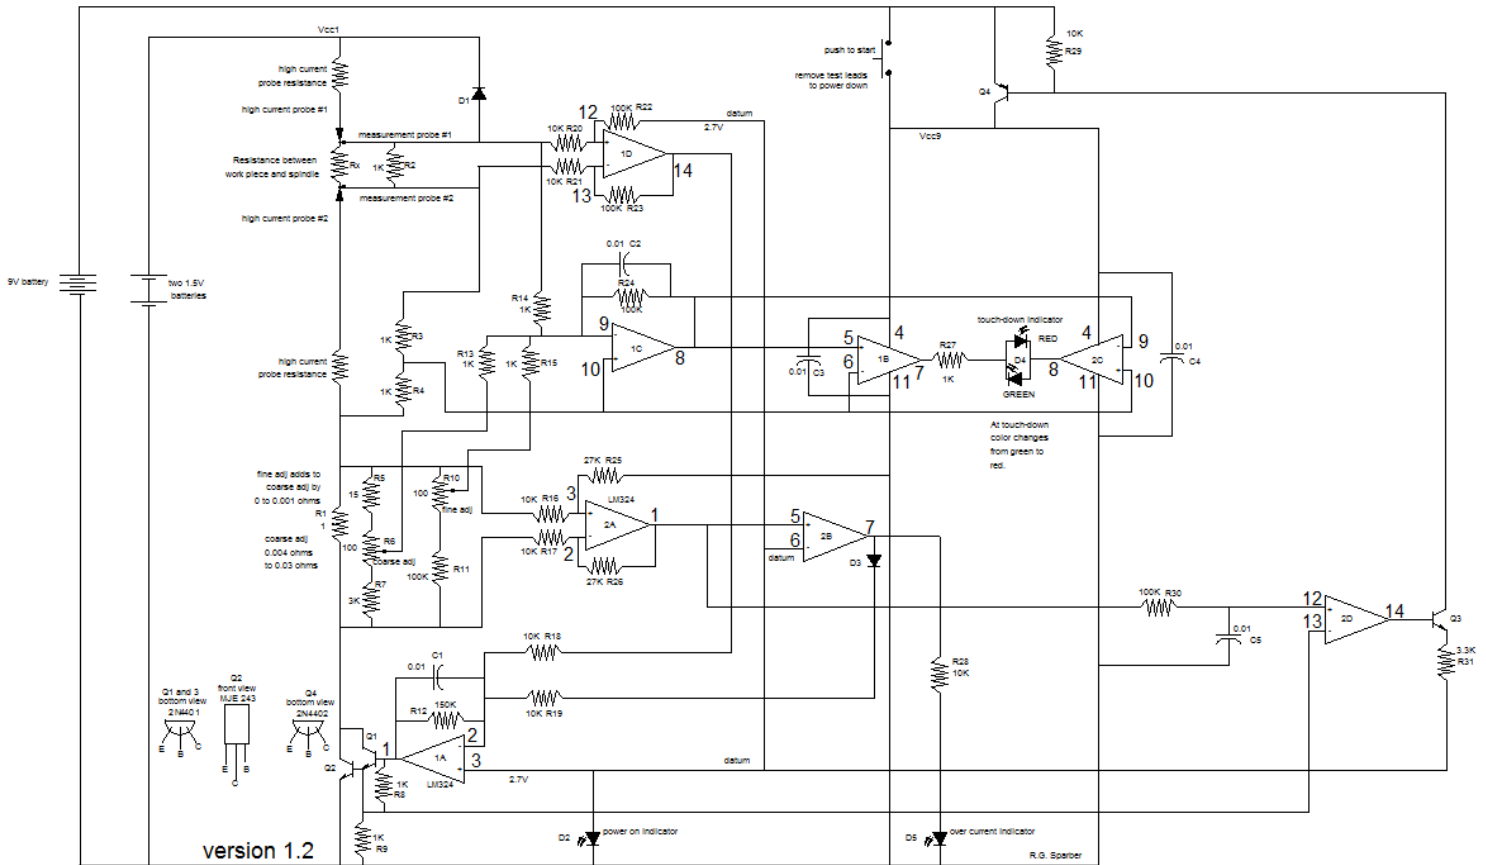 Vcc1
high current
probe resistance
high current probe #1
D1
measurement probe #1
Resistance between
work piece and spindle
Rx
1K
R2
measurement probe #2
high current probe #2
9V battery
two 1.5V
batteries
high current
probe resistance
1K
R3
1K
R4
12
100K R22
10K R20
10K R21
13
100K R23
1D
14
datum
2.7V
0.01 C2
R24
100K
R14
1K
R13
1K
1K
R15
9
10
1C
8
push to start
remove test leads
to power down
10K
R29
Q4
Vcc9
0.01
C3
5
6
4
1B
11
7
R27
1K
touch-down indicator
RED
D4
GREEN
8
4
2C
11
9
10
0.01
C4
At touch-down
color changes
from green to
red.
fine adj adds to
coarse adj by
0 to 0.001 ohms
R1
1
coarse adj
0.004 ohms
to 0.03 ohms
R5
15
R6
100
coarse adj
R7
3K
R10
100
fine adj
R11
100K
27K R25
10K R16
3
LM324
2A
1
10K R17
2
27K R26
5
6
2B
7
datum
D3
100K R30
0.01
C5
12
13
2D
14
Q3
3.3K
R31
10K R18
C1
0.01
R12
150K
10K R19
R28
10K
Q1 and 3
bottom view
2N4401
E
B
C
Q2
front view
MJE 243
E
C
B
Q4
bottom view
2N4402
E
B
C
Q1
Q2
1
2
3
1A
LM324
1K
R8
1K
R9
2.7V
datum
D2
power on indicator
D5
over current indicator
version 1.2
R.G. Sparber